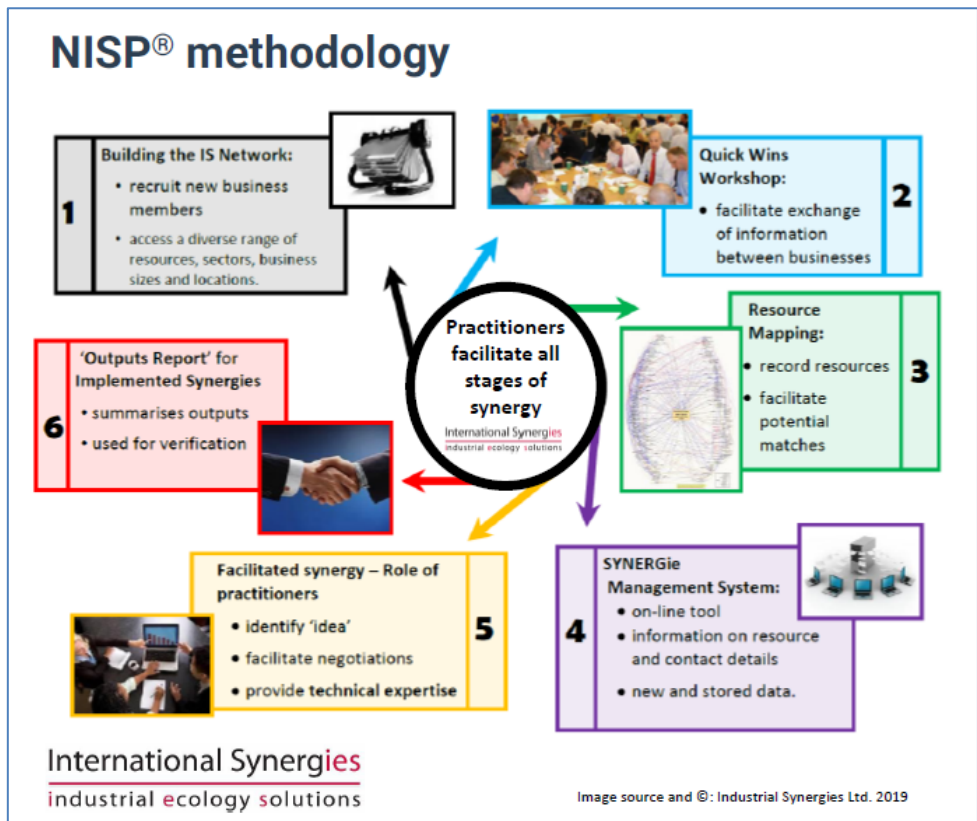 NISP® methodology
1
Building the IS Network:
• recruit new business
members
• access a diverse range of
resources, sectors, business
sizes and locations.
Quick Wins
Workshop:
• facilitate exchange
of information
between businesses
2
Resource
Mapping:
• record resources
• facilitate
potential
matches
3
SYNERGie
Management System:
• on-line tool
• information on resource
and contact details
• new and stored data.
4
Facilitated synergy – Role of
practitioners
• identify ‘idea’
• facilitate negotiations
• provide technical expertise
5
‘Outputs Report’ for
Implemented Synergies
• summarises outputs
• used for verification
6
Practitioners
facilitate all
stages of
synergy
International Synergies
industrial ecology solutions
International Synergies
industrial ecology solutions
Image source and ©: Industrial Synergies Ltd. 2019